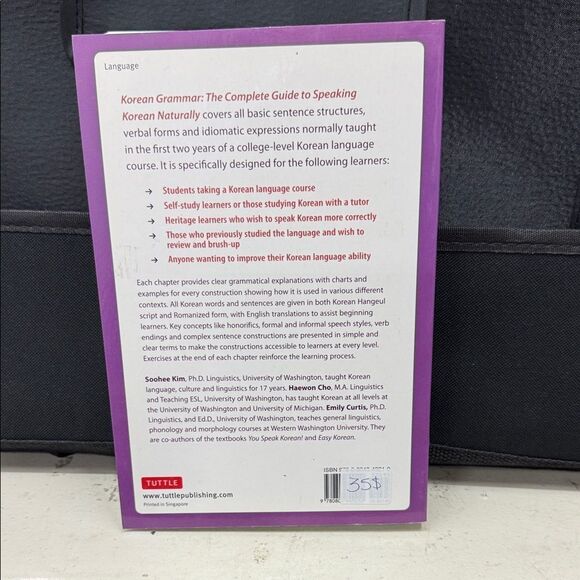 Language
Korean Grammar: The Complete Guide to Speaking
Korean Naturally covers all basic sentence structures,
verbal forms and idiomatic expressions normally taught
in the first two years of a college-level Korean language
course. It is specifically designed for the following learners:
→ Students taking a Korean language course
→ Self-study learners or those studying Korean with a tutor
→ Heritage learners who wish to speak Korean more correctly
→ Those who previously studied the language and wish to
review and brush-up
→ Anyone wanting to improve their Korean language ability
Each chapter provides clear grammatical explanations with charts and
examples for every construction showing how it is used in various different
contexts. All Korean words and sentences are given in both Korean Hangeul
script and Romanized form, with English translations to assist beginning
learners. Key concepts like honorifics, formal and informal speech styles, verb
endings and complex sentence constructions are presented in simple and
clear terms to make the constructions accessible to learners at every level.
Exercises at the end of each chapter reinforce the learning process.
Soohee Kim, Ph.D. Linguistics, University of Washington, taught Korean
language, culture and linguistics for 17 years. Haewon Cho, M.A. Linguistics
and Teaching ESL, University of Washington, has taught Korean at all levels at
the University of Washington and University of Michigan. Emily Curtis, Ph.D.
Linguistics, and Ed.D., University of Washington, teaches general linguistics,
phonology and morphology courses at Western Washington University. They
are co-authors of the textbooks You Speak Korean! and Easy Korean.
TUTTLE
www.tuttlepublishing.com
Printed in Singapore
ISBN
35$
9 78080